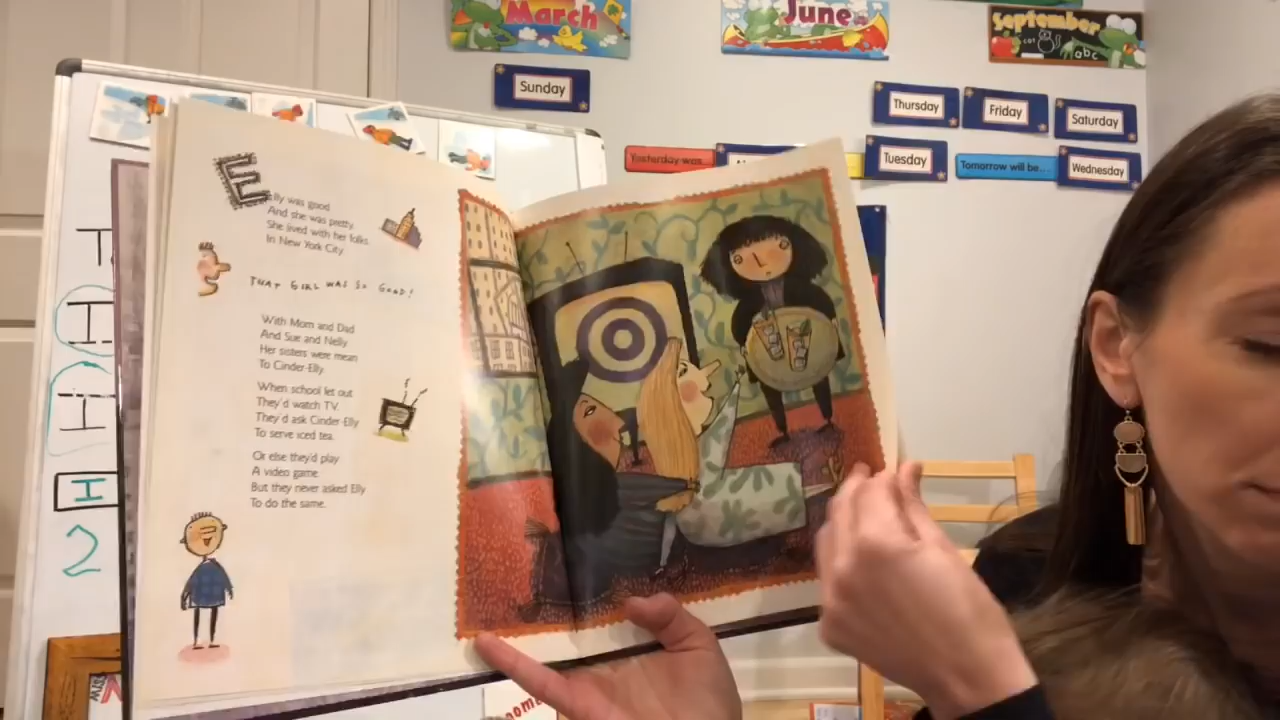 March
June
September
abc
Sunday
Thursday
Friday
Saturday
Yesterday was...
Tuesday
Tomorrow will be...
Wednesday
Elly was good
And she was pretty.
She lived with her folks
In New York City.
THAT GIRL WAS SO GOOD!
With Mom and Dad
And Sue and Nelly.
Her sisters were mean
To Cinder-Elly.
When school let out
They'd watch TV.
They'd ask Cinder-Elly
To serve iced tea.
Or else they'd play
A video game.
But they never asked Elly
To do the same.
I
2